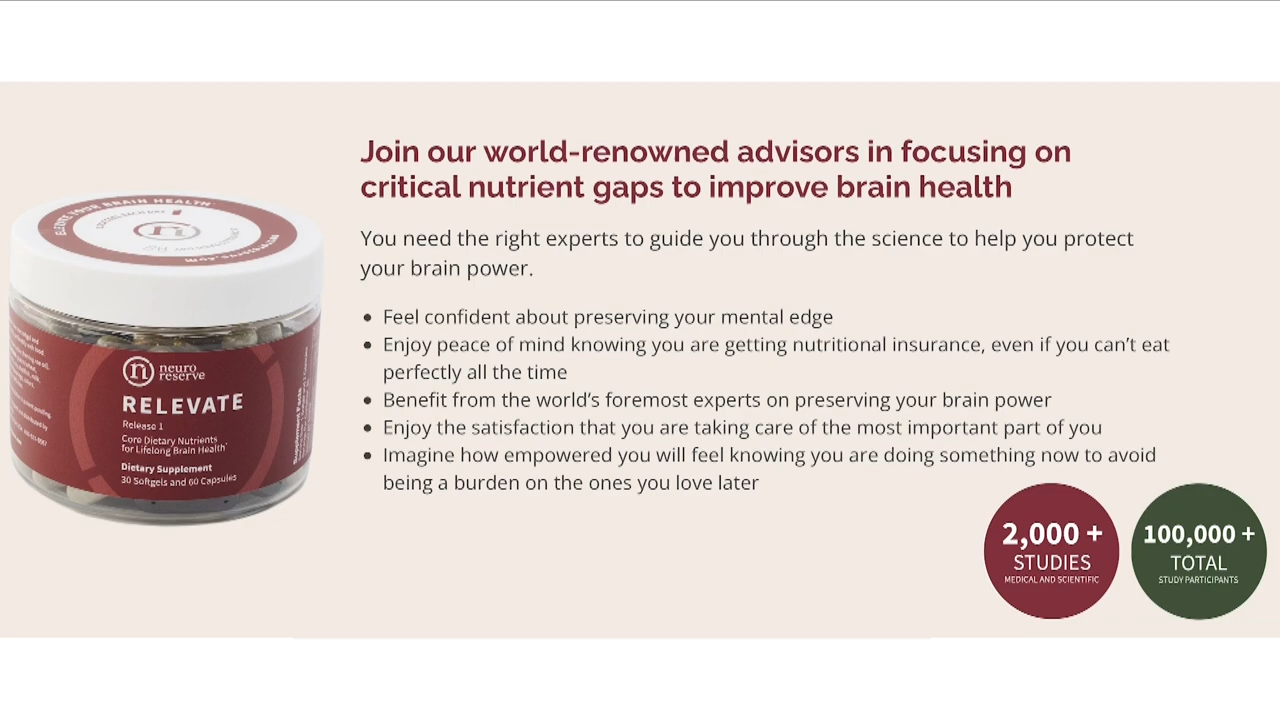 Join our world-renowned advisors in focusing on
critical nutrient gaps to improve brain health
You need the right experts to guide you through the science to help you protect
your brain power.
• Feel confident about preserving your mental edge
• Enjoy peace of mind knowing you are getting nutritional insurance, even if you can’t eat
perfectly all the time
• Benefit from the world’s foremost experts on preserving your brain power
• Enjoy the satisfaction that you are taking care of the most important part of you
• Imagine how empowered you will feel knowing you are doing something now to avoid
being a burden on the ones you love later
YOUR BRAIN HEALTH
n
neuro
reserve
RELEVATE
Release 1
Core Dietary Nutrients
for Lifelong Brain Health*
Dietary Supplement
30 Softgels and 60 Capsules
Supplement Facts
2,000 +
STUDIES
MEDICAL AND SCIENTIFIC
100,000 +
TOTAL
STUDY PARTICIPANTS